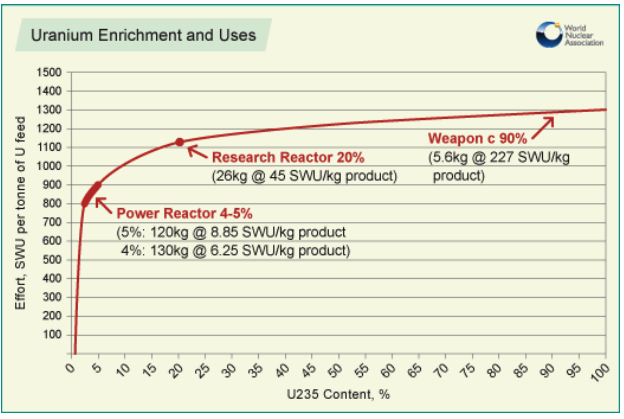 Uranium Enrichment and Uses
World
Nuclear
Association
Effort, SWU per tonne of U feed
1500
1400
1300
1200
1100
1000
900
800
700
600
500
400
300
200
100
Weapon c 90%
(5.6kg @ 227 SWU/kg
product)
Research Reactor 20%
(26kg @ 45 SWU/kg product)
Power Reactor 4-5%
(5%: 120kg @ 8.85 SWU/kg product
4%: 130kg @ 6.25 SWU/kg product)
0 5 10 15 20 25 30 35 40 45 50 55 60 65 70 75 80 85 90 95 100
U235 Content, %